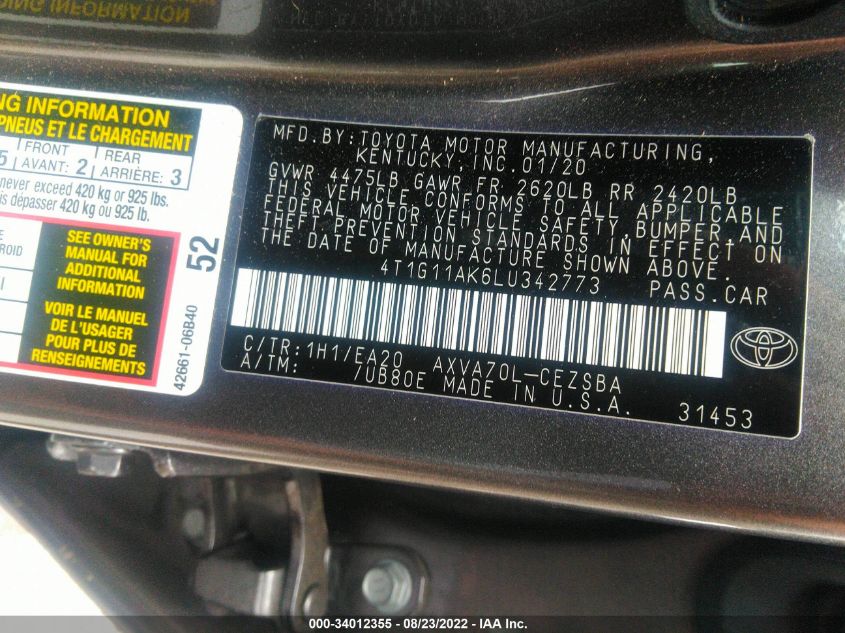 NG INFORMATION
PNEUS ET LE CHARGEMENT
5 FRONT AVANT: 2 REAR ARRIÈRE: 3
never exceed 420 kg or 925 lbs.
dépasser 420 kg ou 925 lb.
SEE OWNER'S
MANUAL FOR
ADDITIONAL
INFORMATION
VOIR LE MANUEL
DE L'USAGER
POUR PLUS DE
RENSEIGNEMENTS
52
42661-06B40
MFD.BY:TOYOTA MOTOR MANUFACTURING,
KENTUCKY,INC.01/20
GVWR 4475LB GAWR FR 2620LB RR 2420LB
THIS VEHICLE CONFORMS TO ALL APPLICABLE
FEDERAL MOTOR VEHICLE SAFETY,BUMPER,AND
THEFT PREVENTION STANDARDS IN EFFECT ON
THE DATE OF MANUFACTURE SHOWN ABOVE.
4T1G11AK6LU342773 PASS.CAR
C/TR:1H1/EA20 AXVA70L-CEZSBA
A/TM: /UB80E MADE IN U.S.A. 31453
000-34012355 - 08/23/2022 - IAA Inc.